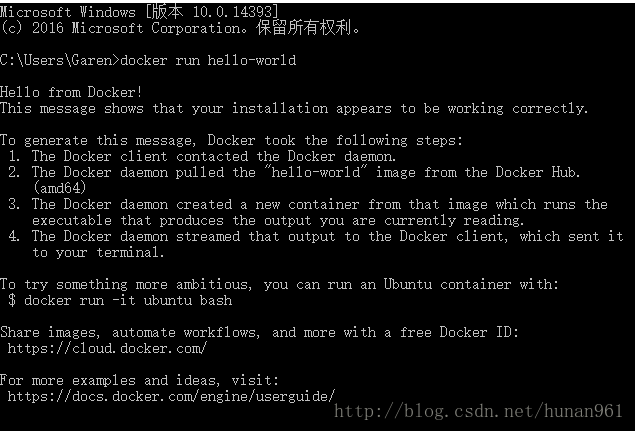 Microsoft Windows [版本 10.0.14393]
(c) 2016 Microsoft Corporation。保留所有权利。
C:\Users\Garen>docker run hello-world
Hello from Docker!
This message shows that your installation appears to be working correctly.
To generate this message, Docker took the following steps:
1. The Docker client contacted the Docker daemon.
2. The Docker daemon pulled the "hello-world" image from the Docker Hub.
(amd64)
3. The Docker daemon created a new container from that image which runs the
executable that produces the output you are currently reading.
4. The Docker daemon streamed that output to the Docker client, which sent it
to your terminal.
To try something more ambitious, you can run an Ubuntu container with:
$ docker run -it ubuntu bash
Share images, automate workflows, and more with a free Docker ID:
https://cloud.docker.com/
For more examples and ideas, visit:
https://docs.docker.com/engine/userguide/
http://blog.csdn.net/hunan961